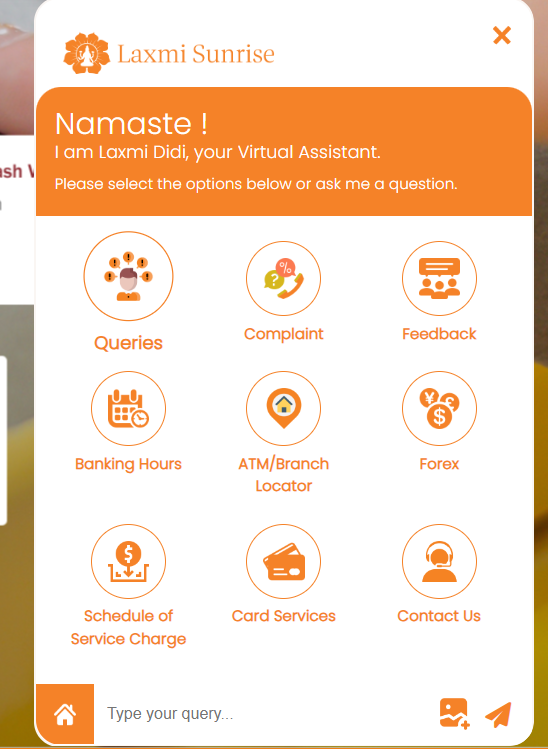 Laxmi Sunrise
Namaste !
I am Laxmi Didi, your Virtual Assistant.
Please select the options below or ask me a question.
Queries
Complaint
Feedback
Banking Hours
ATM/Branch
Locator
Forex
Schedule of
Service Charge
Card Services
Contact Us
Type your query...